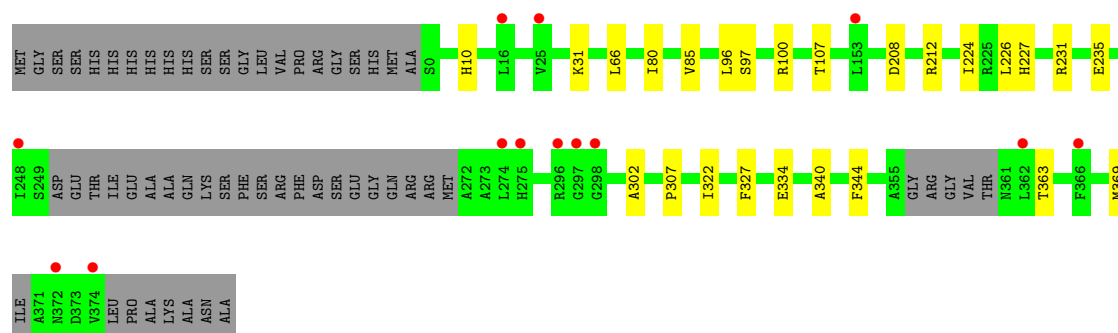 MET GLY SER SER HIS HIS HIS HIS HIS HIS SER SER GLY LEU VAL PRO ARG GLY SER HIS MET ALA S0 H10 L16 V25 K31 L66 I80 V85 L96 S97 R100 T107 L153 D208 R212 I224 R225 L226 H227 R231 E235
I248 S249 ASP GLU THR ILE GLU ALA ALA GLN LYS SER PHE SER ARG PHE ASP SER GLU GLY GLN ARG ARG MET A272 A273 L274 H275 R296 G297 G298 A302 P307 I322 F327 E334 A340 F344 A355 GLY ARG GLY VAL THR N361 L362 T363 F366 M369
ILE A371 N372 D373 V374 LEU PRO ALA LYS ALA ASN ALA